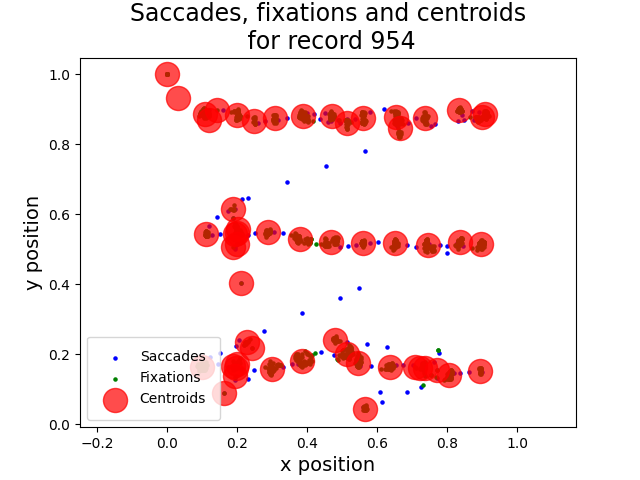 Saccades, fixations and centroids
for record 954
1.0
0.8
0.6
0.4
0.2
0.0
y position
Saccades
Fixations
Centroids
−0.2 0.0 0.2 0.4 0.6 0.8 1.0
x position